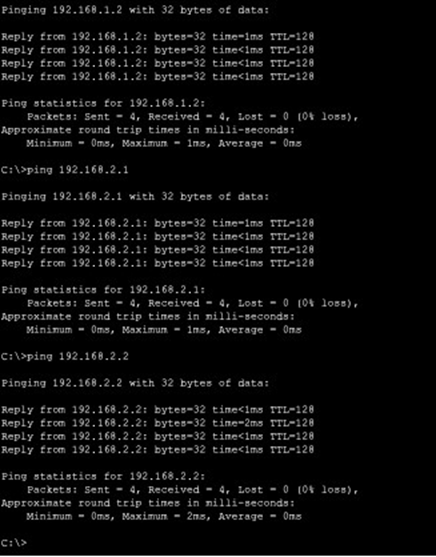 Pinging 192.168.1.2 with 32 bytes of data:
Reply from 192.168.1.2: bytes=32 time=1ms TTL=128
Reply from 192.168.1.2: bytes=32 time<1ms TTL=128
Reply from 192.168.1.2: bytes=32 time<1ms TTL=128
Reply from 192.168.1.2: bytes=32 time<1ms TTL=128
Ping statistics for 192.168.1.2:
Packets: Sent = 4, Received = 4, Lost = 0 (0% loss),
Approximate round trip times in milli-seconds:
Minimum = 0ms, Maximum = 1ms, Average = 0ms
C:\>ping 192.168.2.1
Pinging 192.168.2.1 with 32 bytes of data:
Reply from 192.168.2.1: bytes=32 time=1ms TTL=128
Reply from 192.168.2.1: bytes=32 time<1ms TTL=128
Reply from 192.168.2.1: bytes=32 time<1ms TTL=128
Reply from 192.168.2.1: bytes=32 time<1ms TTL=128
Ping statistics for 192.168.2.1:
Packets: Sent = 4, Received = 4, Lost = 0 (0% loss),
Approximate round trip times in milli-seconds:
Minimum = 0ms, Maximum = 1ms, Average = 0ms
C:\>ping 192.168.2.2
Pinging 192.168.2.2 with 32 bytes of data:
Reply from 192.168.2.2: bytes=32 time<1ms TTL=128
Reply from 192.168.2.2: bytes=32 time=2ms TTL=128
Reply from 192.168.2.2: bytes=32 time<1ms TTL=128
Reply from 192.168.2.2: bytes=32 time<1ms TTL=128
Ping statistics for 192.168.2.2:
Packets: Sent = 4, Received = 4, Lost = 0 (0% loss),
Approximate round trip times in milli-seconds:
Minimum = 0ms, Maximum = 2ms, Average = 0ms
C:\>